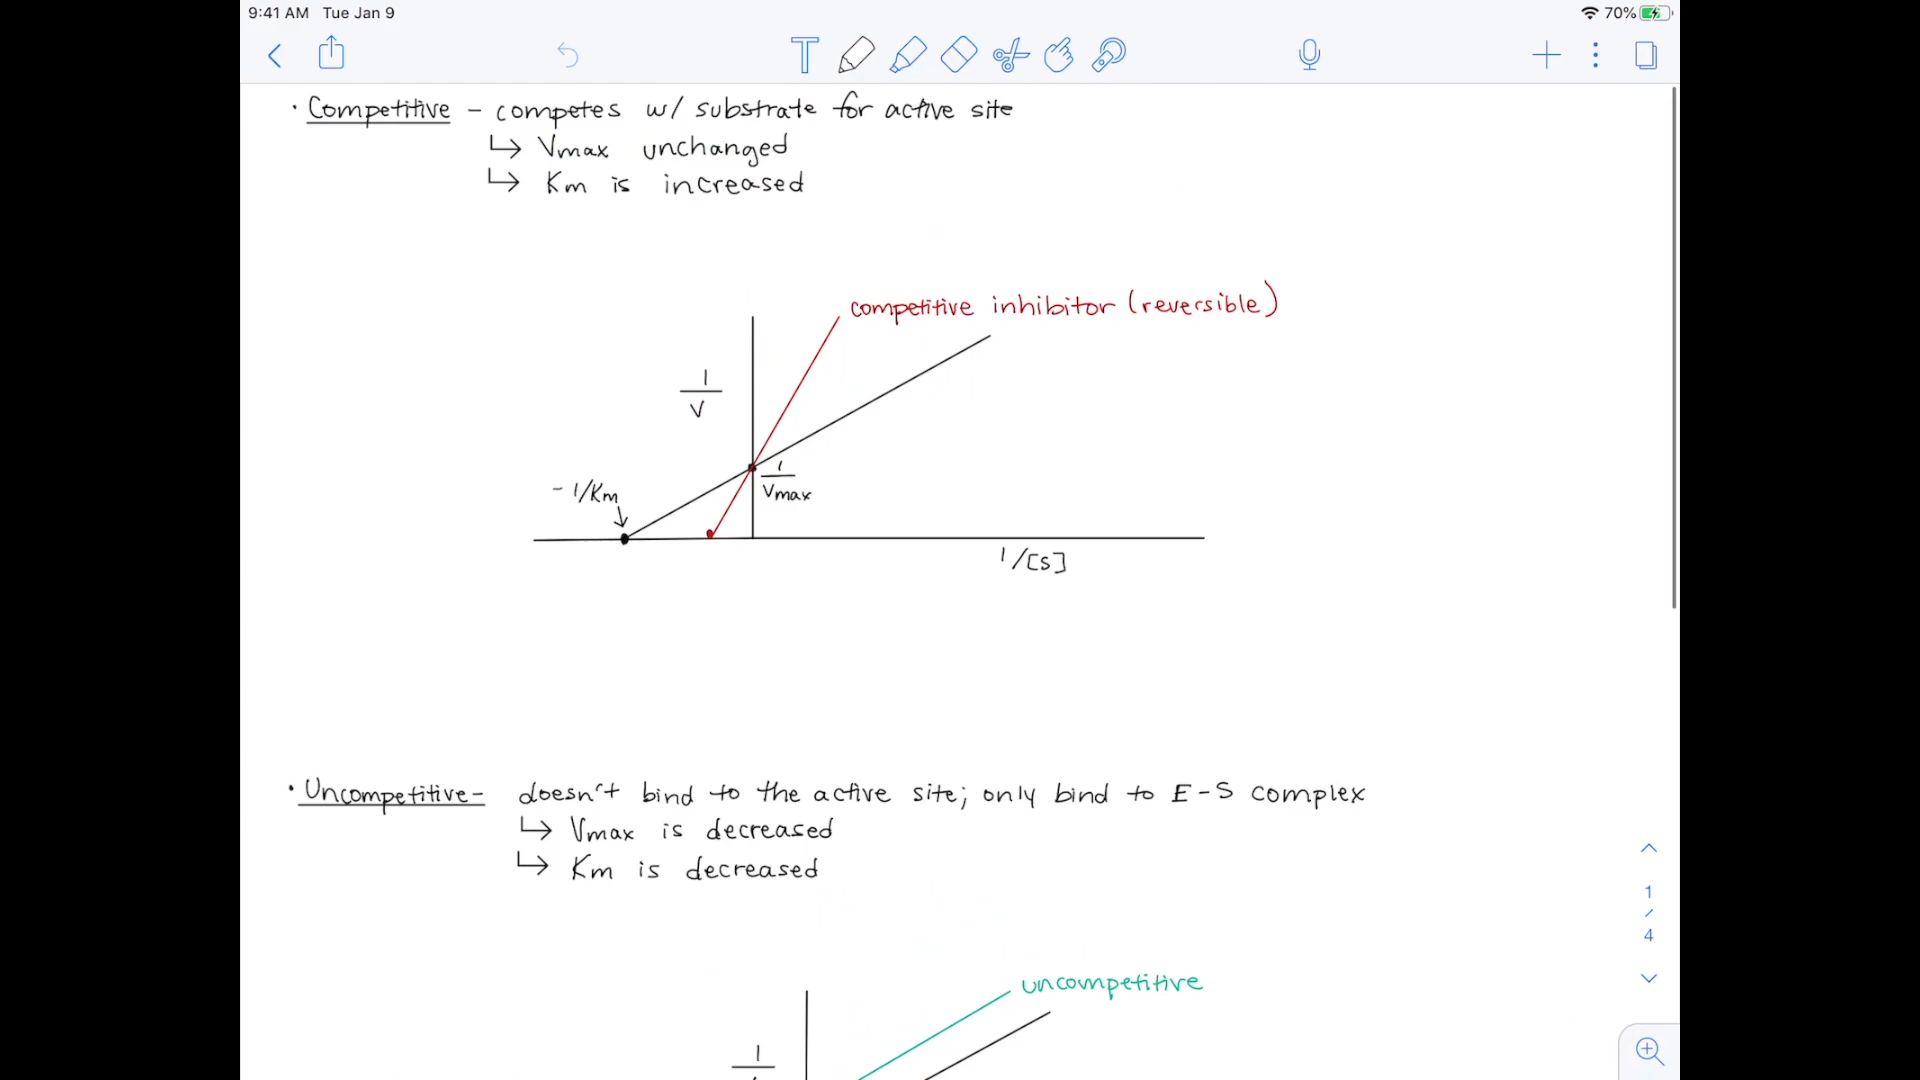 9:41 AM Tue Jan 9
70%
T
· Competitive - competes w/ substrate for active site
↳ Vmax unchanged
↳ Km is increased
competitive inhibitor (reversible)
1/V
1/Vmax
- 1/Km
1/[S]
· Uncompetitive - doesn't bind to the active site; only bind to E-S complex
↳ Vmax is decreased
↳ Km is decreased
1
/
4
uncompetitive
1